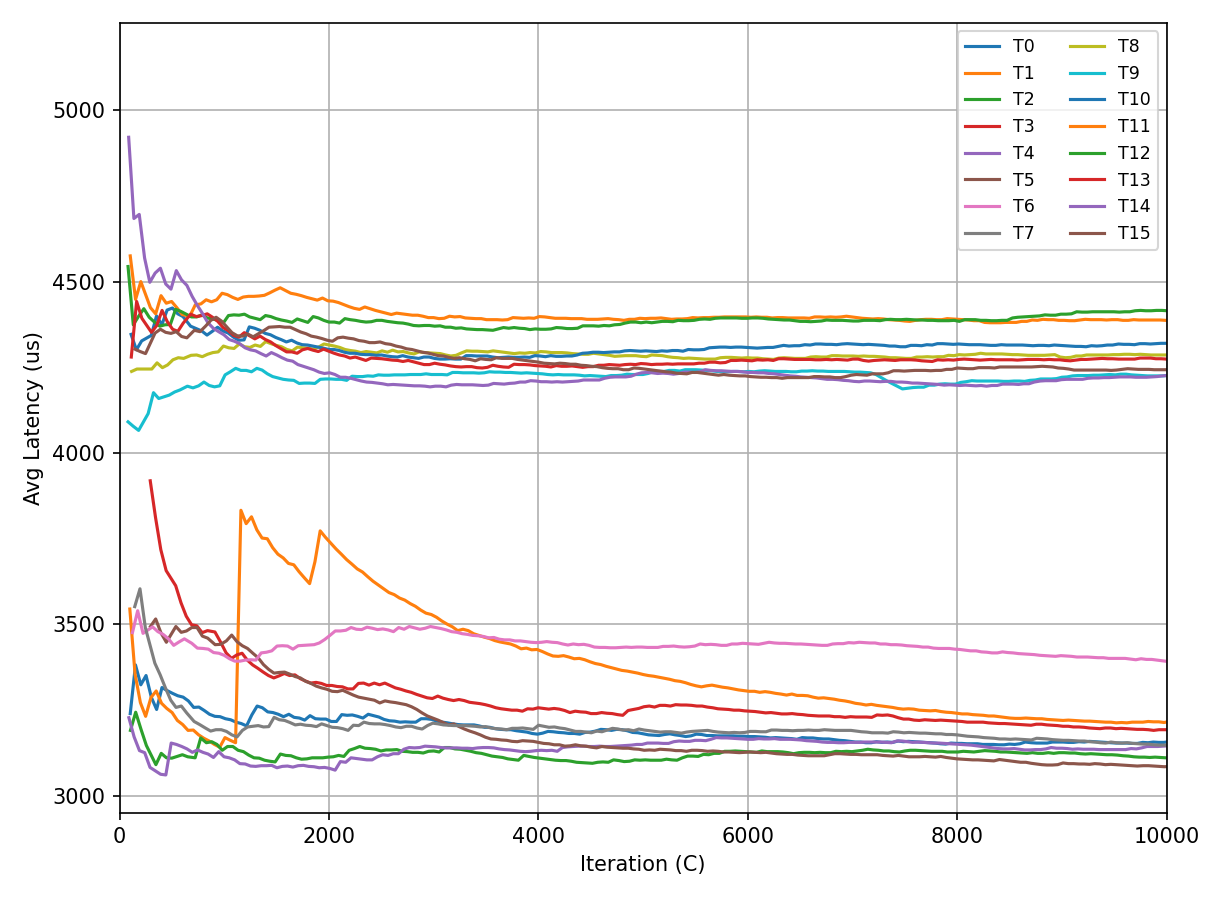 5000
4500
4000
3500
3000
Avg Latency (us)
0 2000 4000 6000 8000 10000
Iteration (C)
T0 T8
T1 T9
T2 T10
T3 T11
T4 T12
T5 T13
T6 T14
T7 T15